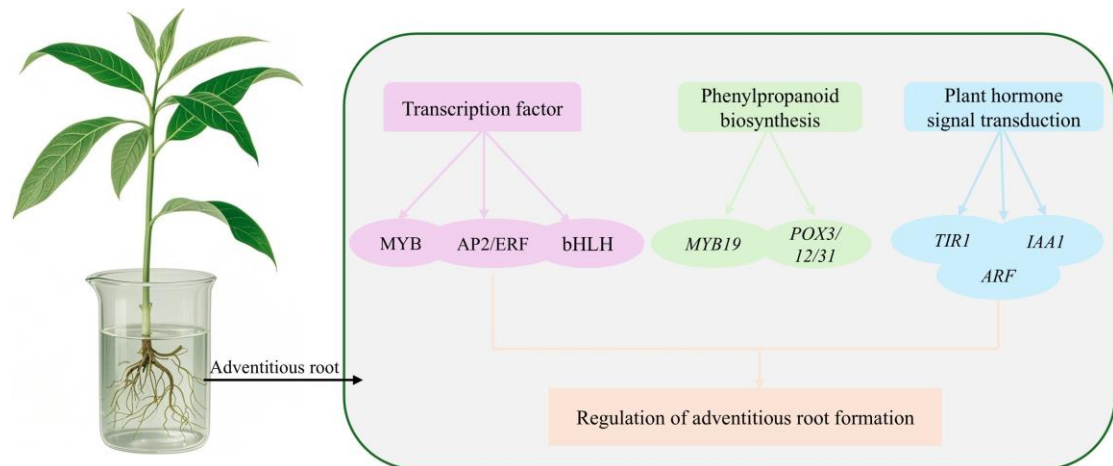 Transcription factor
Phenylpropanoid
biosynthesis
Plant hormone
signal transduction
MYB
AP2/ERF
bHLH
MYB19
POX3/
12/31
TIR1
IAA1
ARF
Adventitious root
Regulation of adventitious root formation